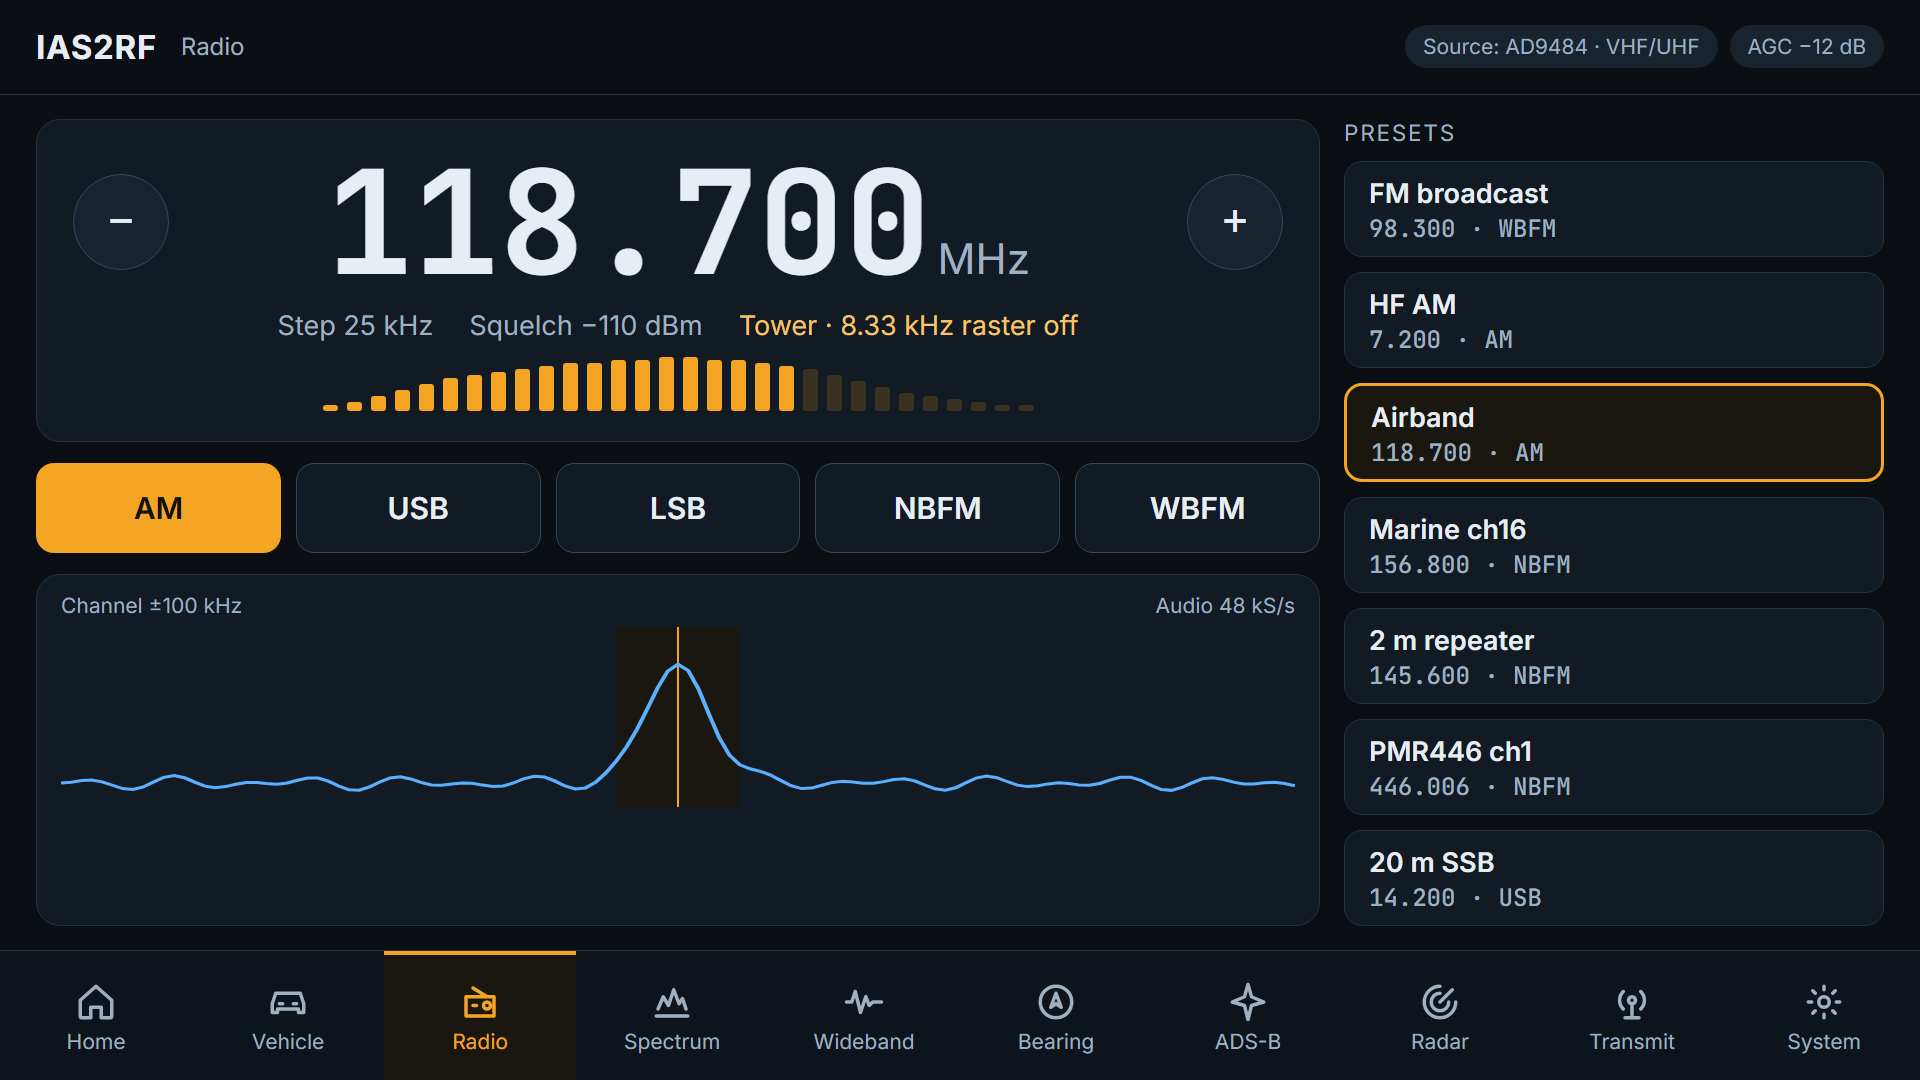 IAS2RF Radio
Source: AD9484 · VHF/UHF
AGC −12 dB
− 118.700 MHz +
Step 25 kHz Squelch −110 dBm Tower · 8.33 kHz raster off
AM USB LSB NBFM WBFM
Channel ±100 kHz Audio 48 kS/s
PRESETS
FM broadcast
98.300 · WBFM
HF AM
7.200 · AM
Airband
118.700 · AM
Marine ch16
156.800 · NBFM
2 m repeater
145.600 · NBFM
PMR446 ch1
446.006 · NBFM
20 m SSB
14.200 · USB
Home Vehicle Radio Spectrum Wideband Bearing ADS-B Radar Transmit System